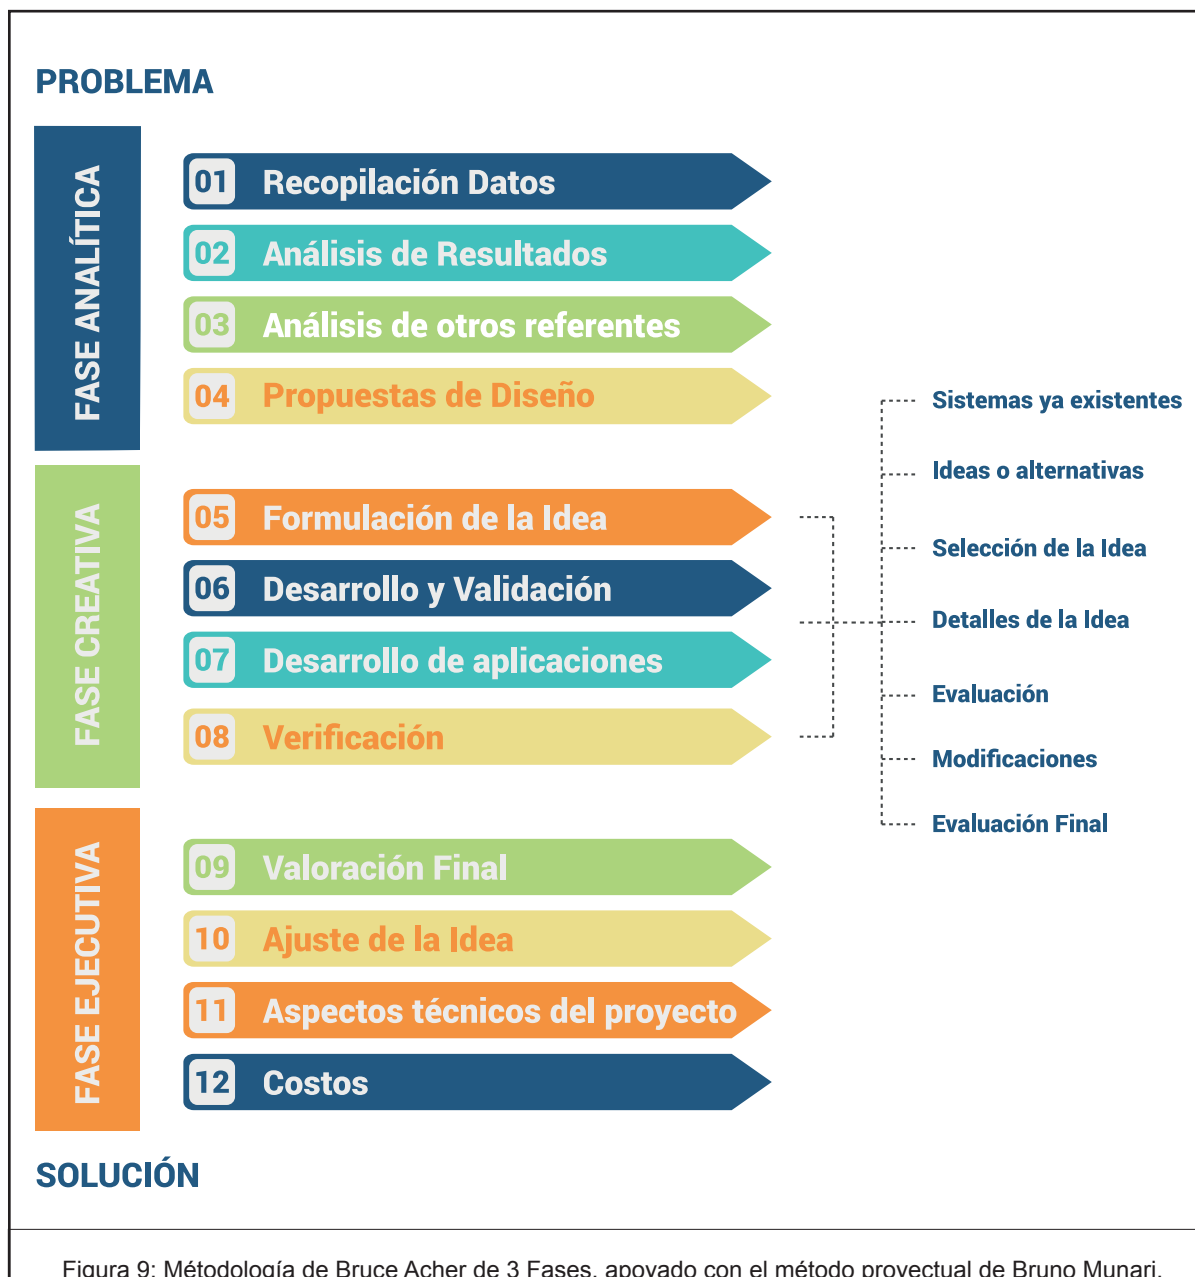 PROBLEMA
FASE ANALÍTICA
01 Recopilación Datos
02 Análisis de Resultados
03 Análisis de otros referentes
04 Propuestas de Diseño
FASE CREATIVA
05 Formulación de la Idea
06 Desarrollo y Validación
07 Desarrollo de aplicaciones
08 Verificación
Sistemas ya existentes
Ideas o alternativas
Selección de la Idea
Detalles de la Idea
Evaluación
Modificaciones
Evaluación Final
FASE EJECUTIVA
09 Valoración Final
10 Ajuste de la Idea
11 Aspectos técnicos del proyecto
12 Costos
SOLUCIÓN
Figura 9: Métodología de Bruce Acher de 3 Fases, apoyado con el método proyectual de Bruno Munari.